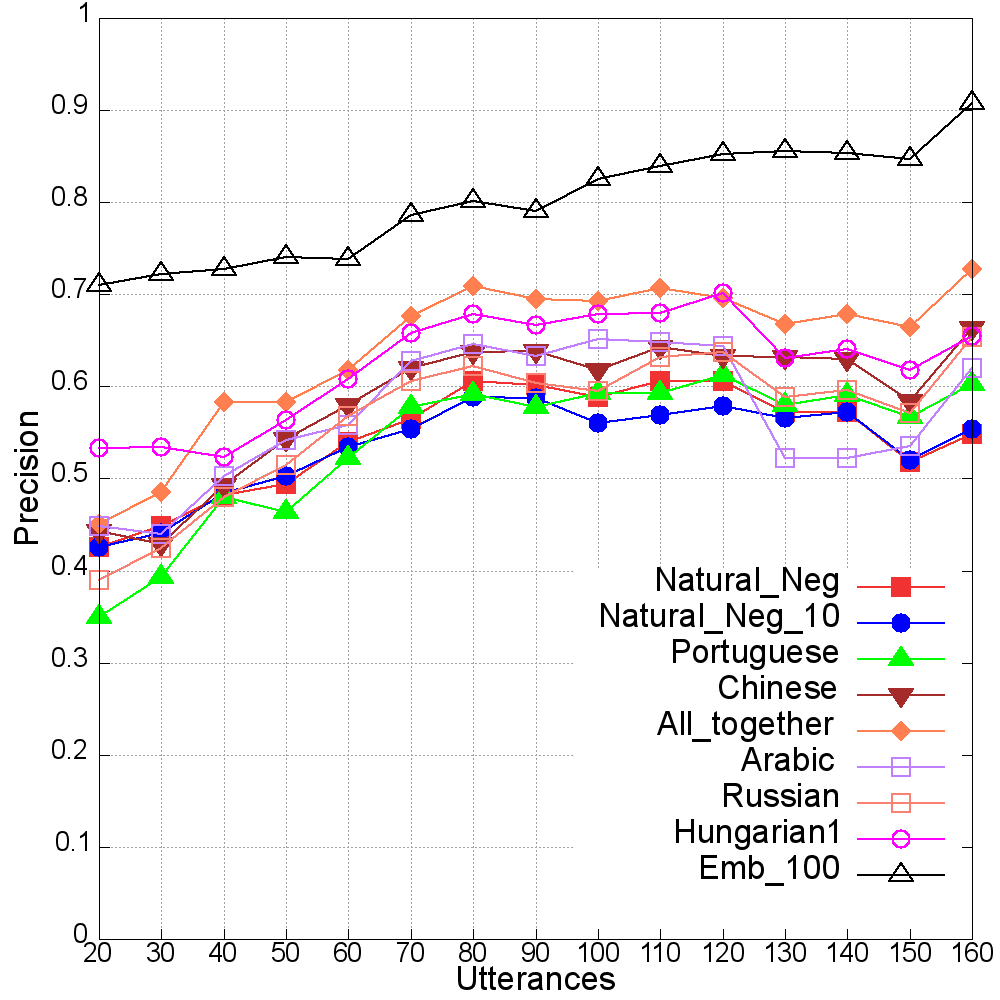 1
0.9
0.8
0.7
0.6
0.5
0.4
0.3
0.2
0.1
0
Precision
Natural_Neg
Natural_Neg_10
Portuguese
Chinese
All_together
Arabic
Russian
Hungarian1
Emb_100
20 30 40 50 60 70 80 90 100 110 120 130 140 150 160
Utterances